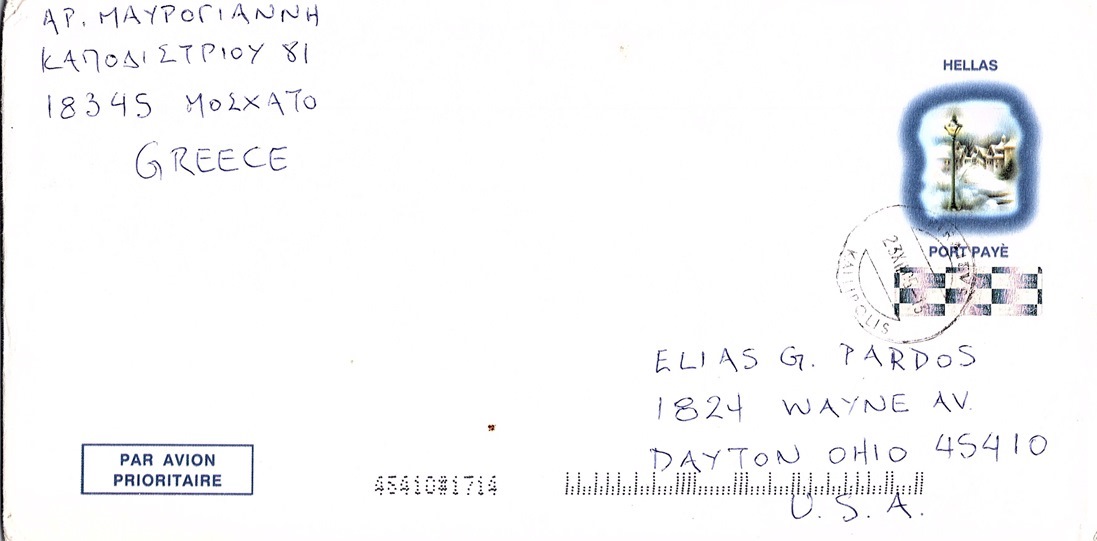 ΑΡ. ΜΑΥΡΟΓΙΑΝΝΗ
ΚΑΠΟΔΙΣΤΡΙΟΥ 81
18345 ΜΟΣΧΑΤΟ
GREECE
HELLAS
PORT PAYÈ
KALLIPOLIS
ELIAS G. PARDOS
1824 WAYNE AV.
DAYTON OHIO 45410
U.S.A.
PAR AVION
PRIORITAIRE
45410#1714